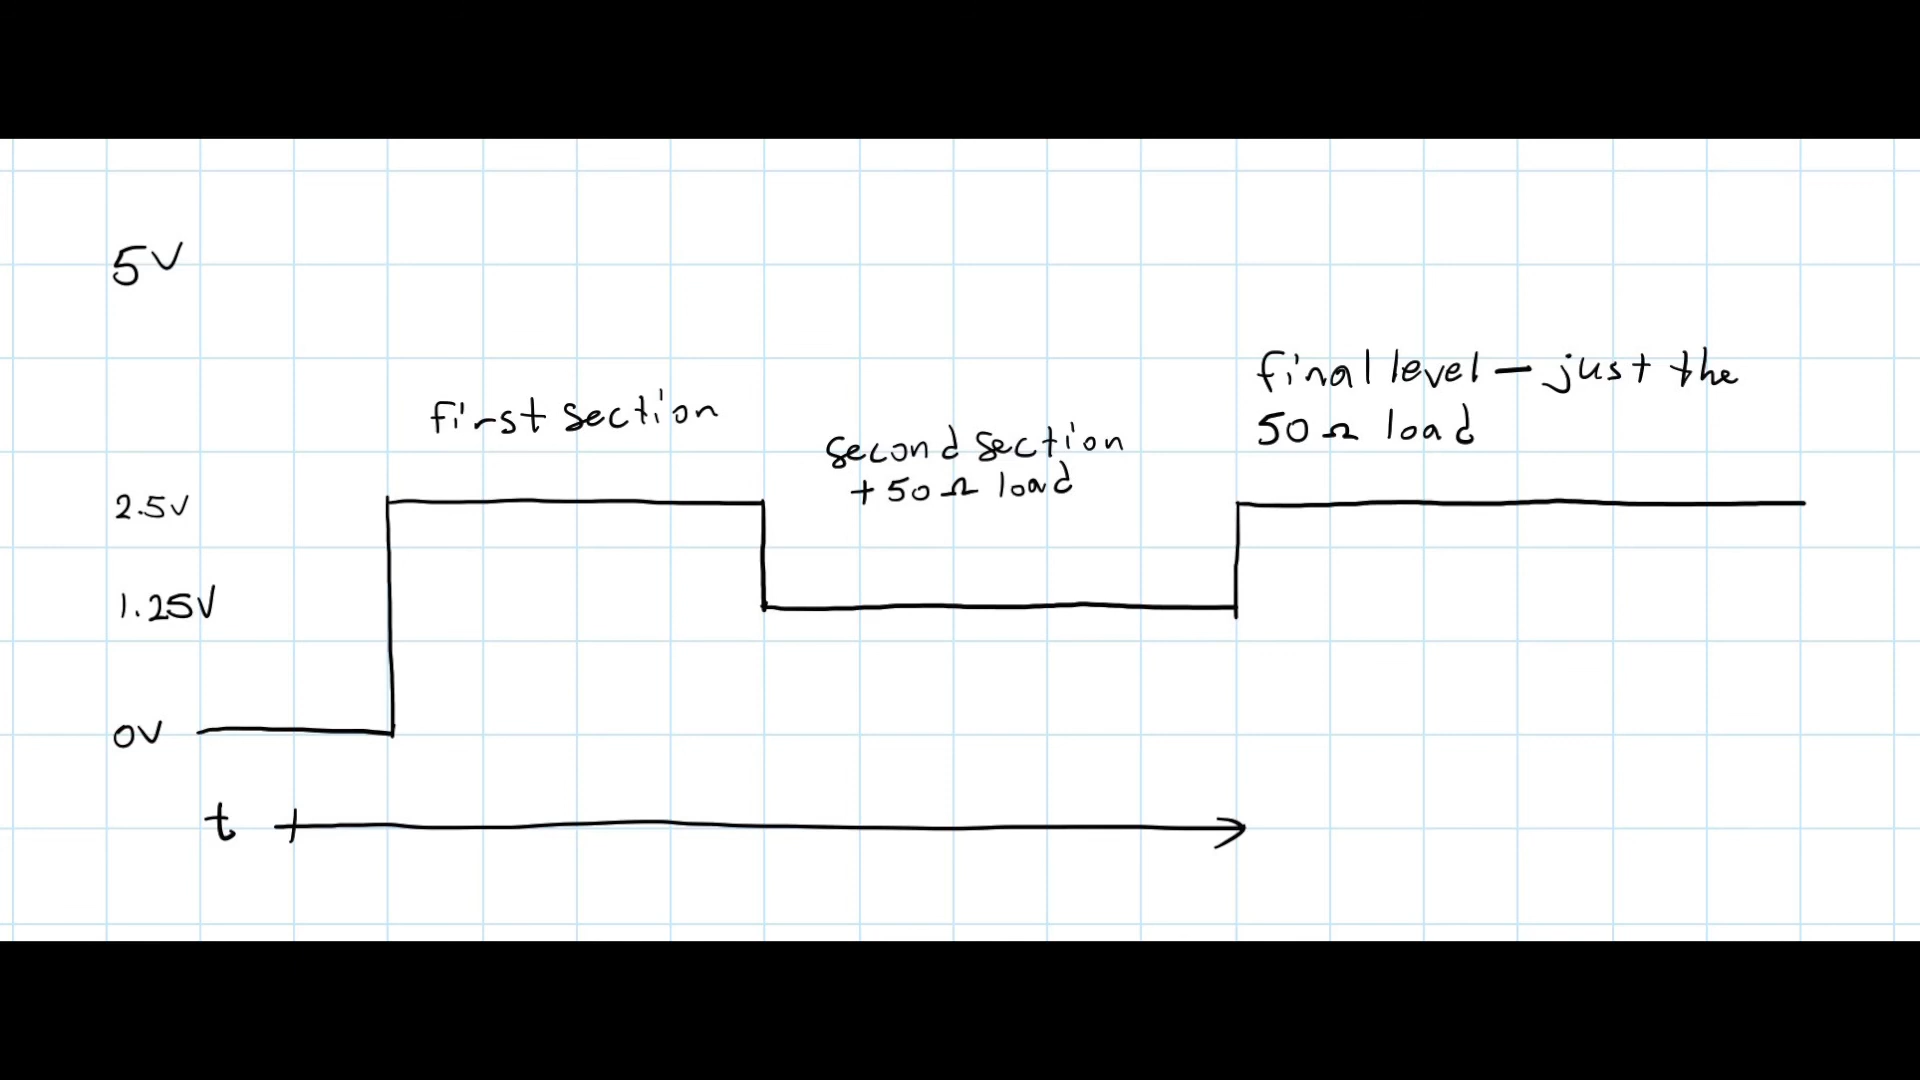 5V
final level - just the
50Ω load
first section
second section
+50Ω load
2.5V
1.25V
0V
t